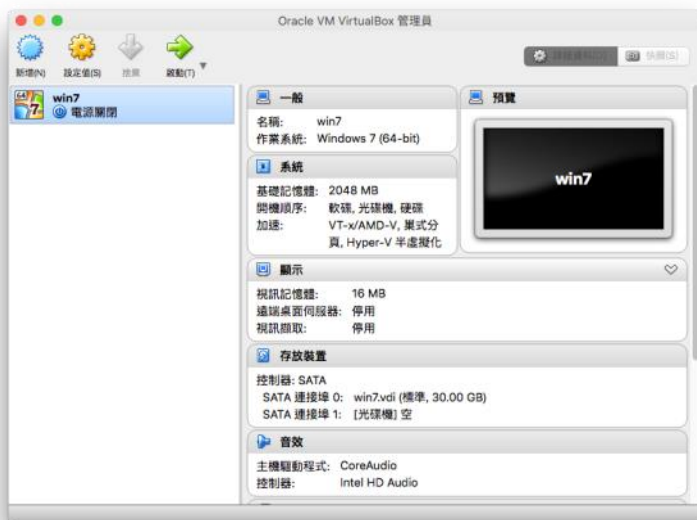 Oracle VM VirtualBox 管理員
新增(N)
設定值(S)
捨棄
啟動(T)
快照(S)
64
7
win7
電源關閉
一般
名稱: win7
作業系統: Windows 7 (64-bit)
預覽
win7
系統
基礎記憶體: 2048 MB
開機順序: 軟碟, 光碟機, 硬碟
加速: VT-x/AMD-V, 巢式分
頁, Hyper-V 半虛擬化
顯示
視訊記憶體: 16 MB
遠端桌面伺服器: 停用
視訊擷取: 停用
存放裝置
控制器: SATA
SATA 連接埠 0: win7.vdi (標準, 30.00 GB)
SATA 連接埠 1: [光碟機] 空
音效
主機驅動程式: CoreAudio
控制器: Intel HD Audio